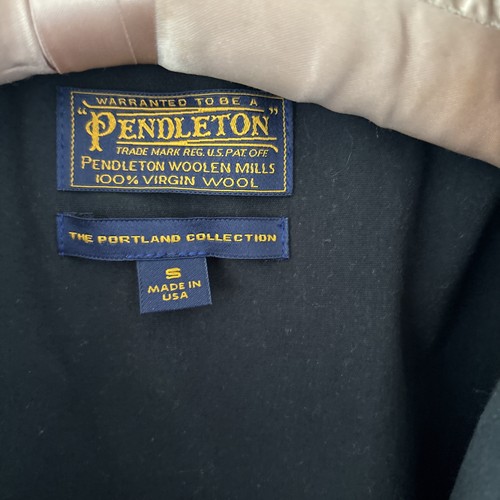 WARRANTED TO BE A
"PENDLETON"
TRADE MARK REG. U.S. PAT. OFF.
PENDLETON WOOLEN MILLS
100% VIRGIN WOOL
THE PORTLAND COLLECTION
S
MADE IN
USA